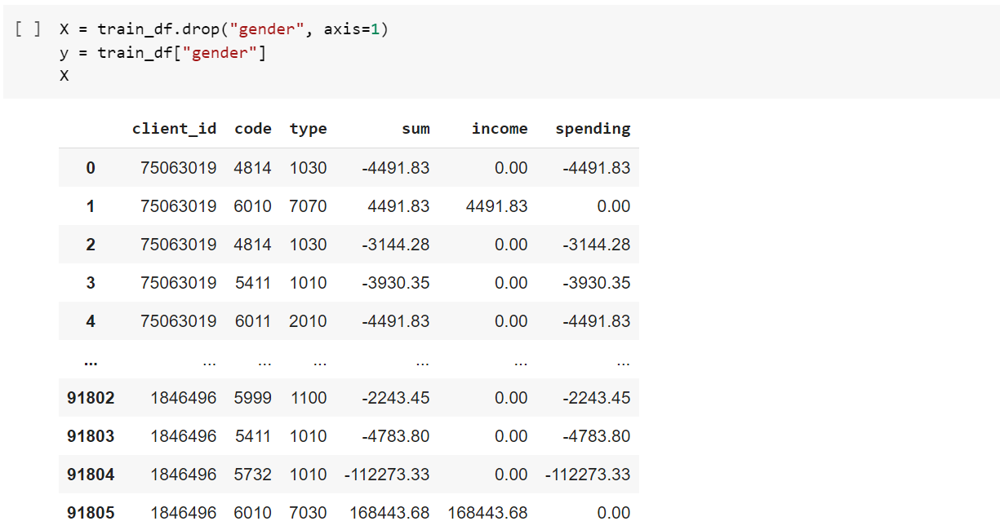 [ ] X = train_df.drop("gender", axis=1)
y = train_df["gender"]
X
client_id code type sum income spending
0 75063019 4814 1030 -4491.83 0.00 -4491.83
1 75063019 6010 7070 4491.83 4491.83 0.00
2 75063019 4814 1030 -3144.28 0.00 -3144.28
3 75063019 5411 1010 -3930.35 0.00 -3930.35
4 75063019 6011 2010 -4491.83 0.00 -4491.83
... ... ... ... ... ... ...
91802 1846496 5999 1100 -2243.45 0.00 -2243.45
91803 1846496 5411 1010 -4783.80 0.00 -4783.80
91804 1846496 5732 1010 -112273.33 0.00 -112273.33
91805 1846496 6010 7030 168443.68 168443.68 0.00